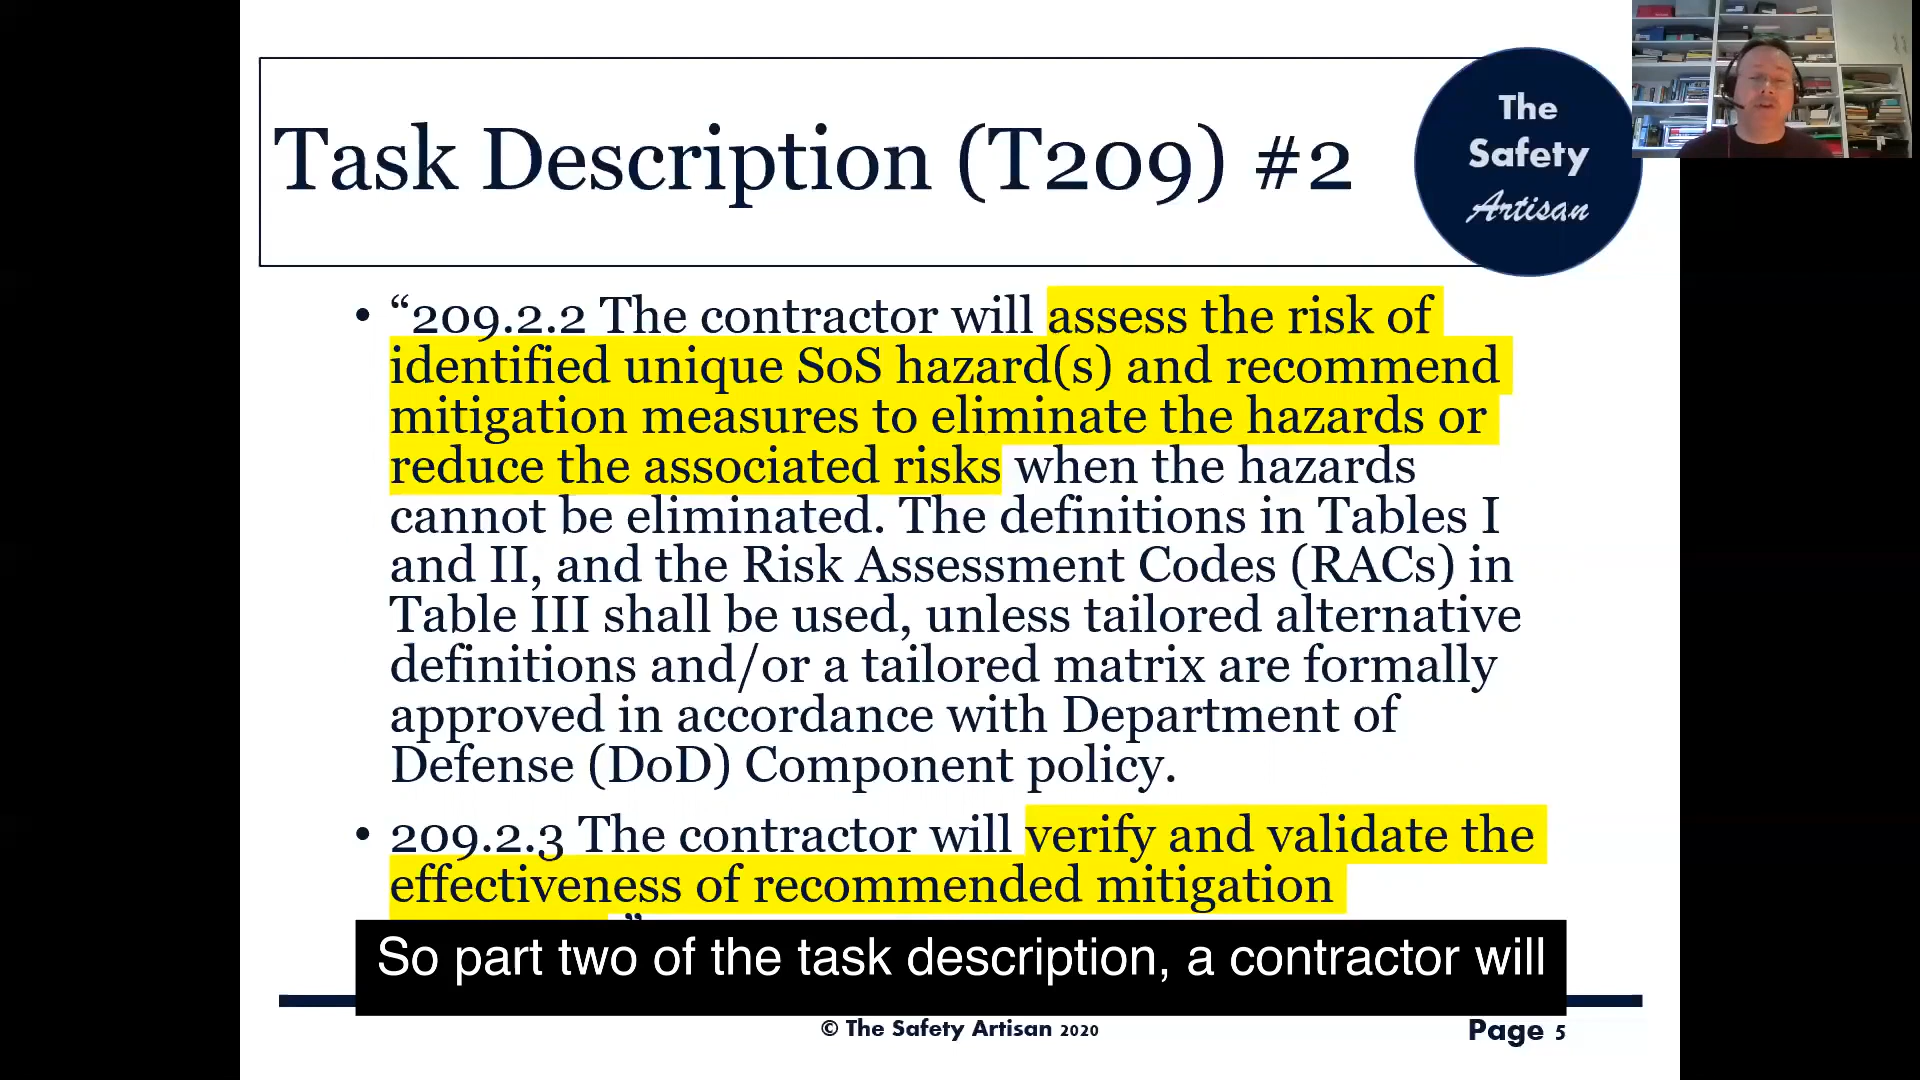 Task Description (T209) #2
The
Safety
Artisan
• “209.2.2 The contractor will assess the risk of
identified unique SoS hazard(s) and recommend
mitigation measures to eliminate the hazards or
reduce the associated risks when the hazards
cannot be eliminated. The definitions in Tables I
and II, and the Risk Assessment Codes (RACs) in
Table III shall be used, unless tailored alternative
definitions and/or a tailored matrix are formally
approved in accordance with Department of
Defense (DoD) Component policy.
• 209.2.3 The contractor will verify and validate the
effectiveness of recommended mitigation
So part two of the task description, a contractor will
© The Safety Artisan 2020
Page 5